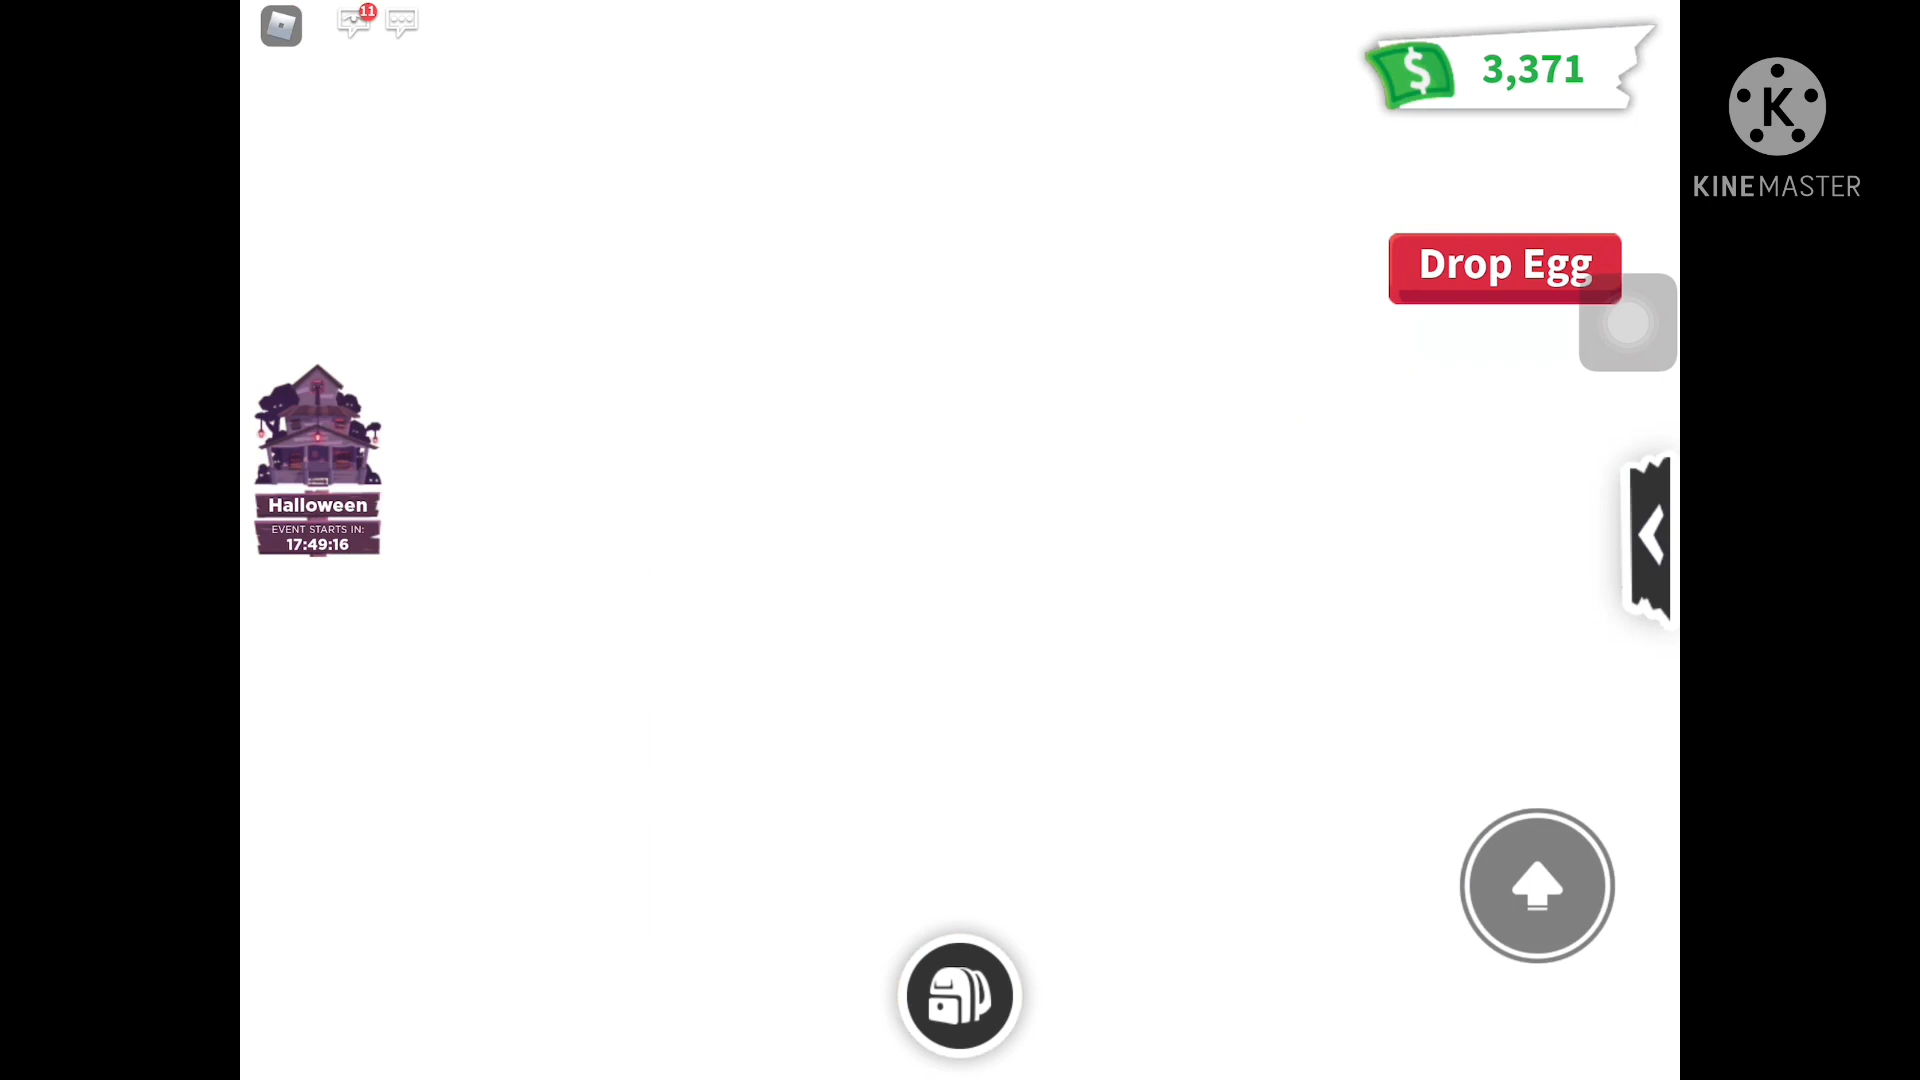 11
3,371
K
KINEMASTER
Drop Egg
Halloween
EVENT STARTS IN:
17:49:16